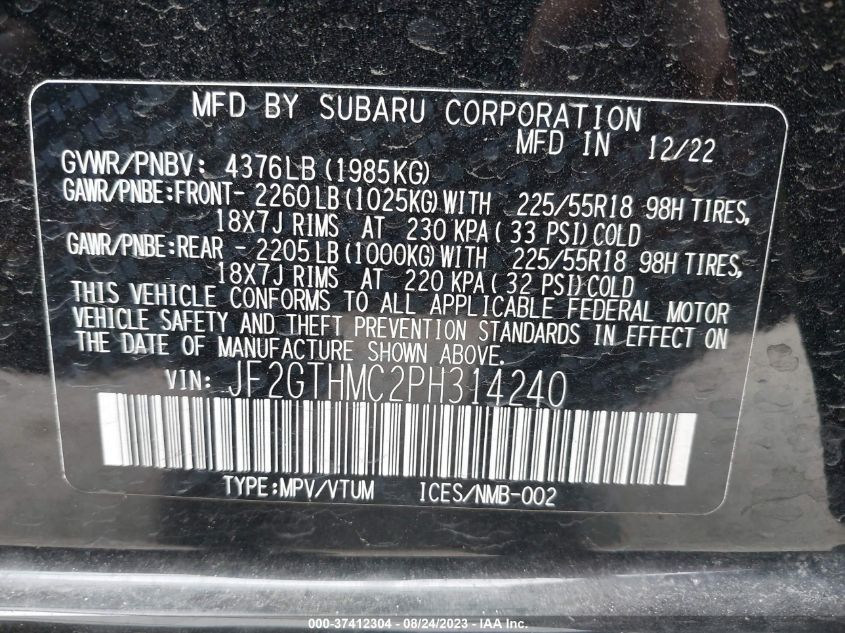 MFD BY SUBARU CORPORATION
MFD IN 12/22
GVWR/PNBV: 4376LB (1985KG)
GAWR/PNBE:FRONT- 2260 LB (1025KG) WITH 225/55R18 98H TIRES,
18X7J RIMS AT 230 KPA ( 33 PSI) COLD
GAWR/PNBE:REAR - 2205 LB (1000KG) WITH 225/55R18 98H TIRES,
18X7J RIMS AT 220 KPA ( 32 PSI) COLD
THIS VEHICLE CONFORMS TO ALL APPLICABLE FEDERAL MOTOR
VEHICLE SAFETY AND THEFT PREVENTION STANDARDS IN EFFECT ON
THE DATE OF MANUFACTURE SHOWN ABOVE.
VIN: JF2GTHMC2PH314240
TYPE:MPV/VTUM ICES/NMB-002
000-37412304 - 08/24/2023 - IAA Inc.